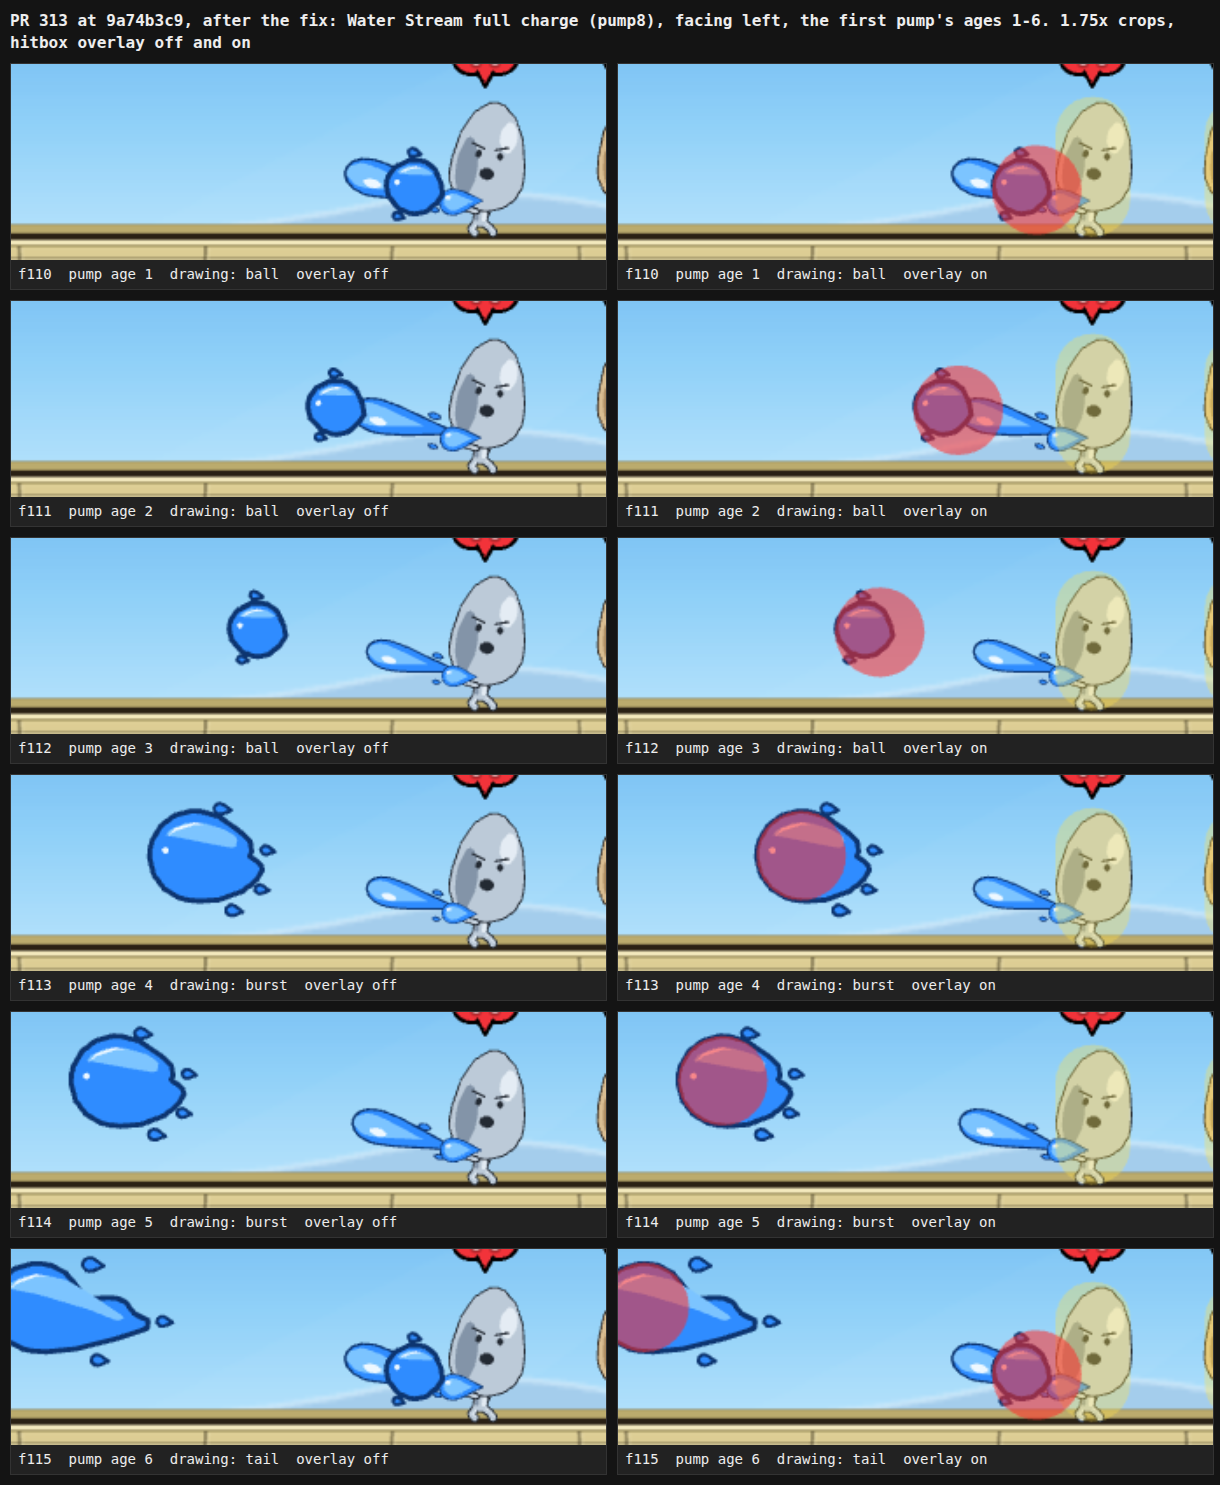 PR 313 at 9a74b3c9, after the fix: Water Stream full charge (pump8), facing left, the first pump's ages 1-6. 1.75x crops,
hitbox overlay off and on
f110  pump age 1  drawing: ball  overlay off
f110  pump age 1  drawing: ball  overlay on
f111  pump age 2  drawing: ball  overlay off
f111  pump age 2  drawing: ball  overlay on
f112  pump age 3  drawing: ball  overlay off
f112  pump age 3  drawing: ball  overlay on
f113  pump age 4  drawing: burst  overlay off
f113  pump age 4  drawing: burst  overlay on
f114  pump age 5  drawing: burst  overlay off
f114  pump age 5  drawing: burst  overlay on
f115  pump age 6  drawing: tail  overlay off
f115  pump age 6  drawing: tail  overlay on